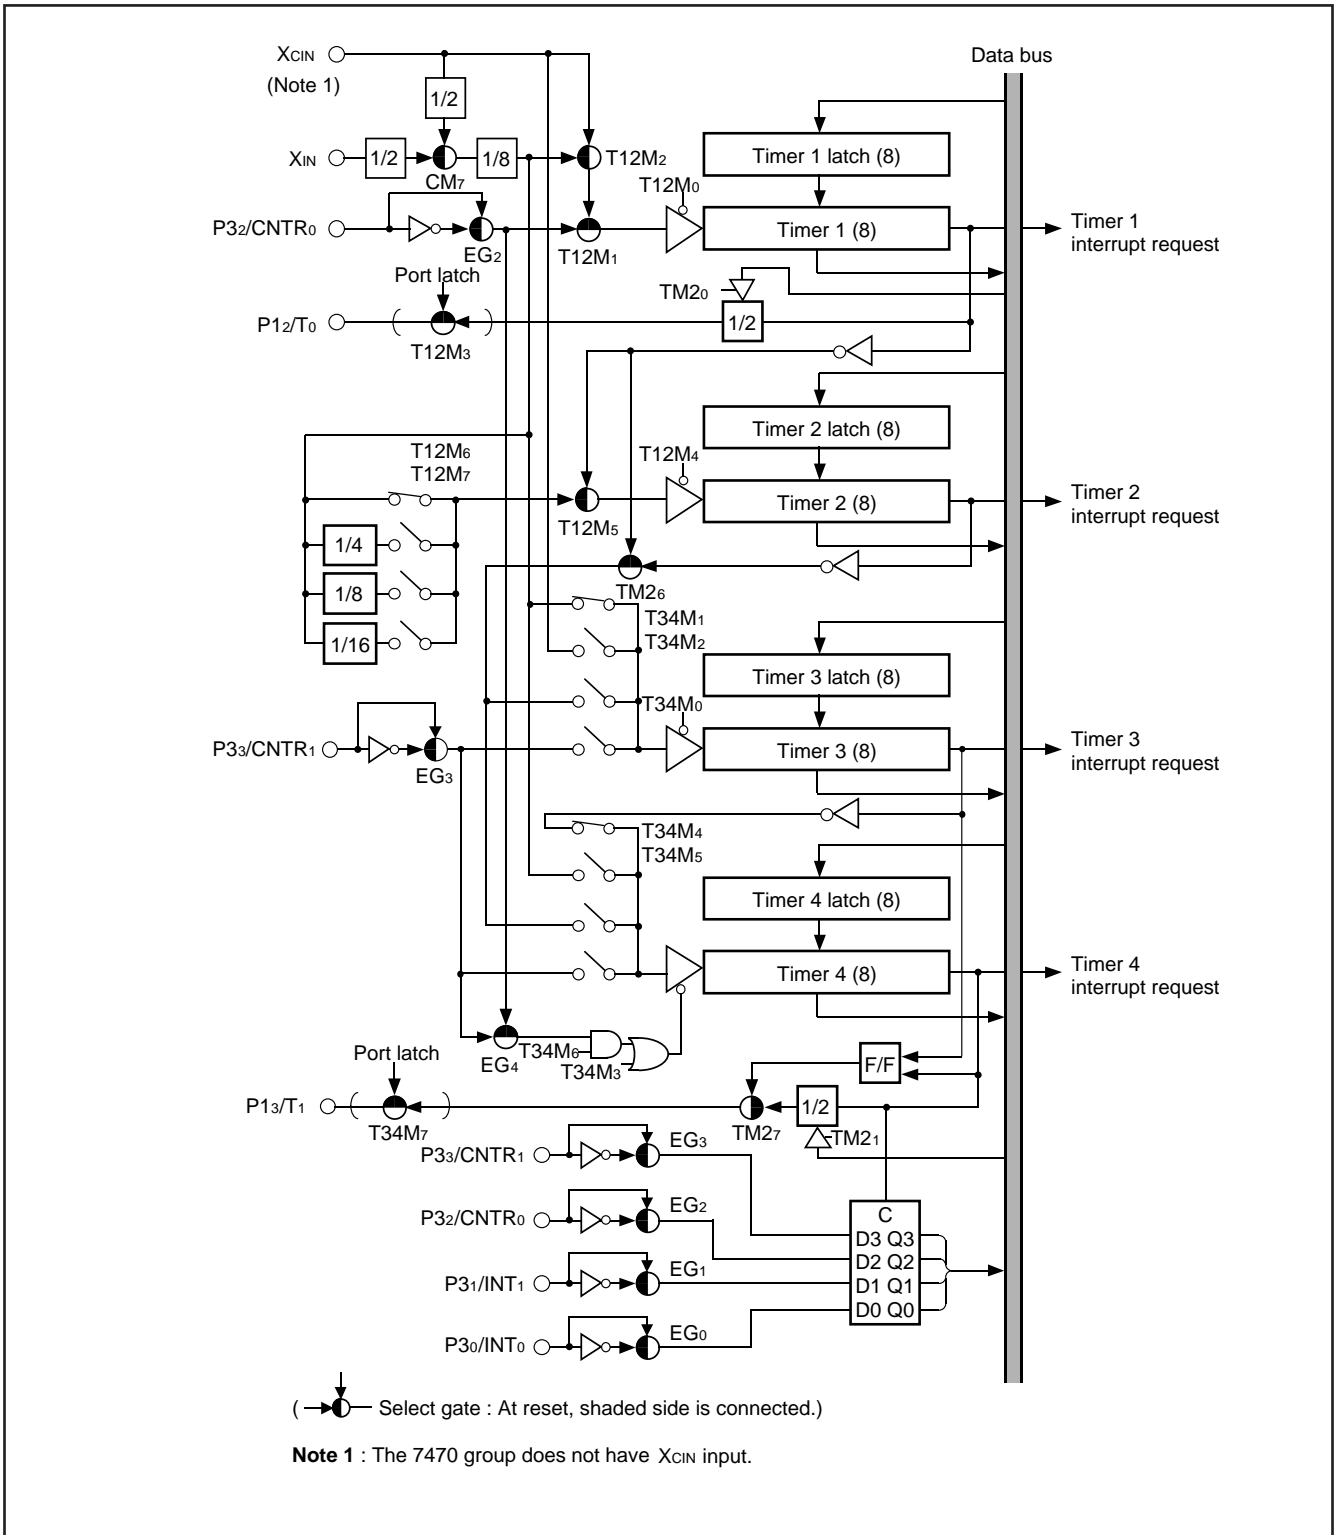 XCIN
(Note 1)
Data bus
1/2
Timer 1 latch (8)
XIN
1/2
1/8
T12M2
CM7
T12M0
P32/CNTR0
Timer 1 (8)
Timer 1
interrupt request
EG2
T12M1
Port latch
TM20
P12/T0
1/2
T12M3
Timer 2 latch (8)
T12M6
T12M7
T12M4
Timer 2 (8)
Timer 2
interrupt request
T12M5
1/4
1/8
TM26
1/16
T34M1
T34M2
Timer 3 latch (8)
T34M0
P33/CNTR1
Timer 3 (8)
Timer 3
interrupt request
EG3
T34M4
T34M5
Timer 4 latch (8)
Timer 4 (8)
Timer 4
interrupt request
T34M6
T34M3
EG4
Port latch
F/F
P13/T1
1/2
T34M7
TM27
TM21
P33/CNTR1
EG3
P32/CNTR0
EG2
C
D3 Q3
D2 Q2
P31/INT1
EG1
D1 Q1
D0 Q0
P30/INT0
EG0
( Select gate : At reset, shaded side is connected.)
Note 1 : The 7470 group does not have XCIN input.